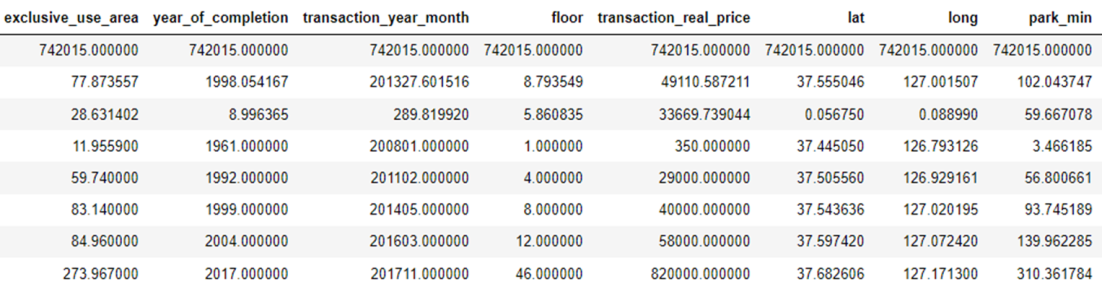 exclusive_use_area year_of_completion transaction_year_month floor transaction_real_price lat long park_min
742015.000000 742015.000000 742015.000000 742015.000000 742015.000000 742015.000000 742015.000000 742015.000000
77.873557 1998.054167 201327.601516 8.793549 49110.587211 37.555046 127.001507 102.043747
28.631402 8.996365 289.819920 5.860835 33669.739044 0.056750 0.088990 59.667078
11.955900 1961.000000 200801.000000 1.000000 350.000000 37.445050 126.793126 3.466185
59.740000 1992.000000 201102.000000 4.000000 29000.000000 37.505560 126.929161 56.800661
83.140000 1999.000000 201405.000000 8.000000 40000.000000 37.543636 127.020195 93.745189
84.960000 2004.000000 201603.000000 12.000000 58000.000000 37.597420 127.072420 139.962285
273.967000 2017.000000 201711.000000 46.000000 820000.000000 37.682606 127.171300 310.361784